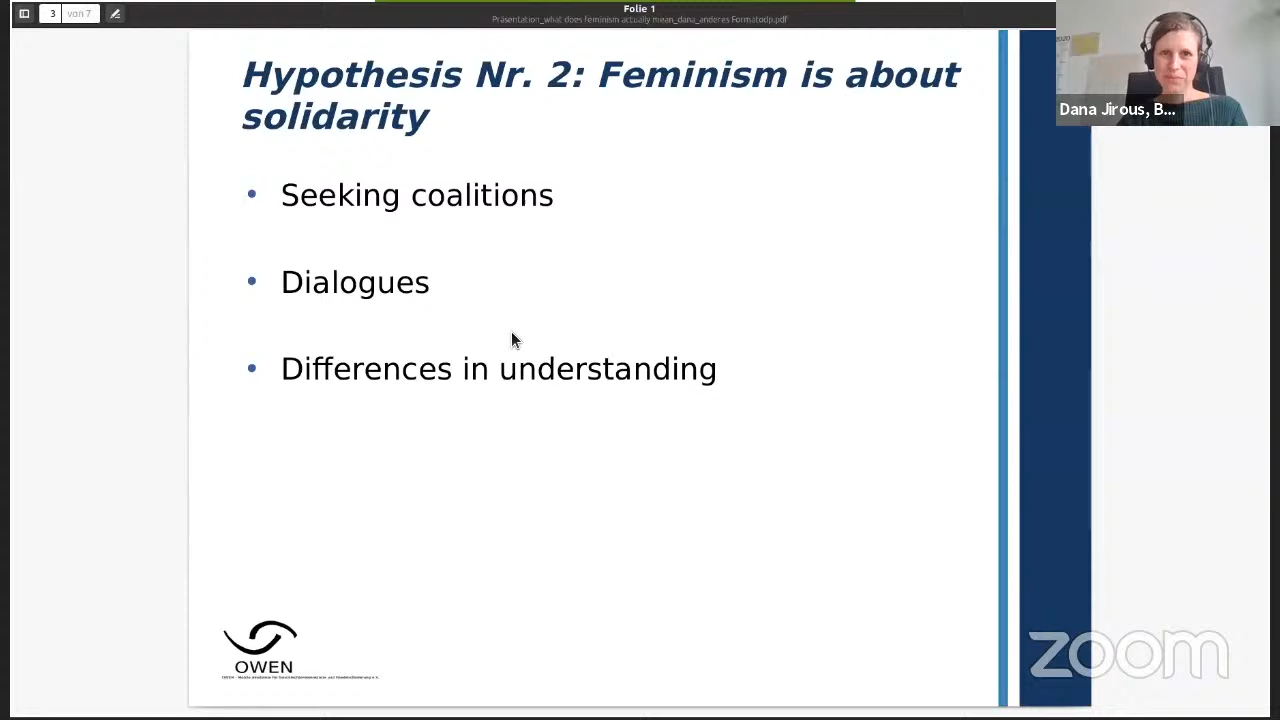 Folie 1
3 von 7
Präsentation_what does feminism actually mean_dana_anderes Formatodp.pdf
2020
Dana Jirous, B...
Hypothesis Nr. 2: Feminism is about
solidarity
• Seeking coalitions
• Dialogues
• Differences in understanding
OWEN
zoom